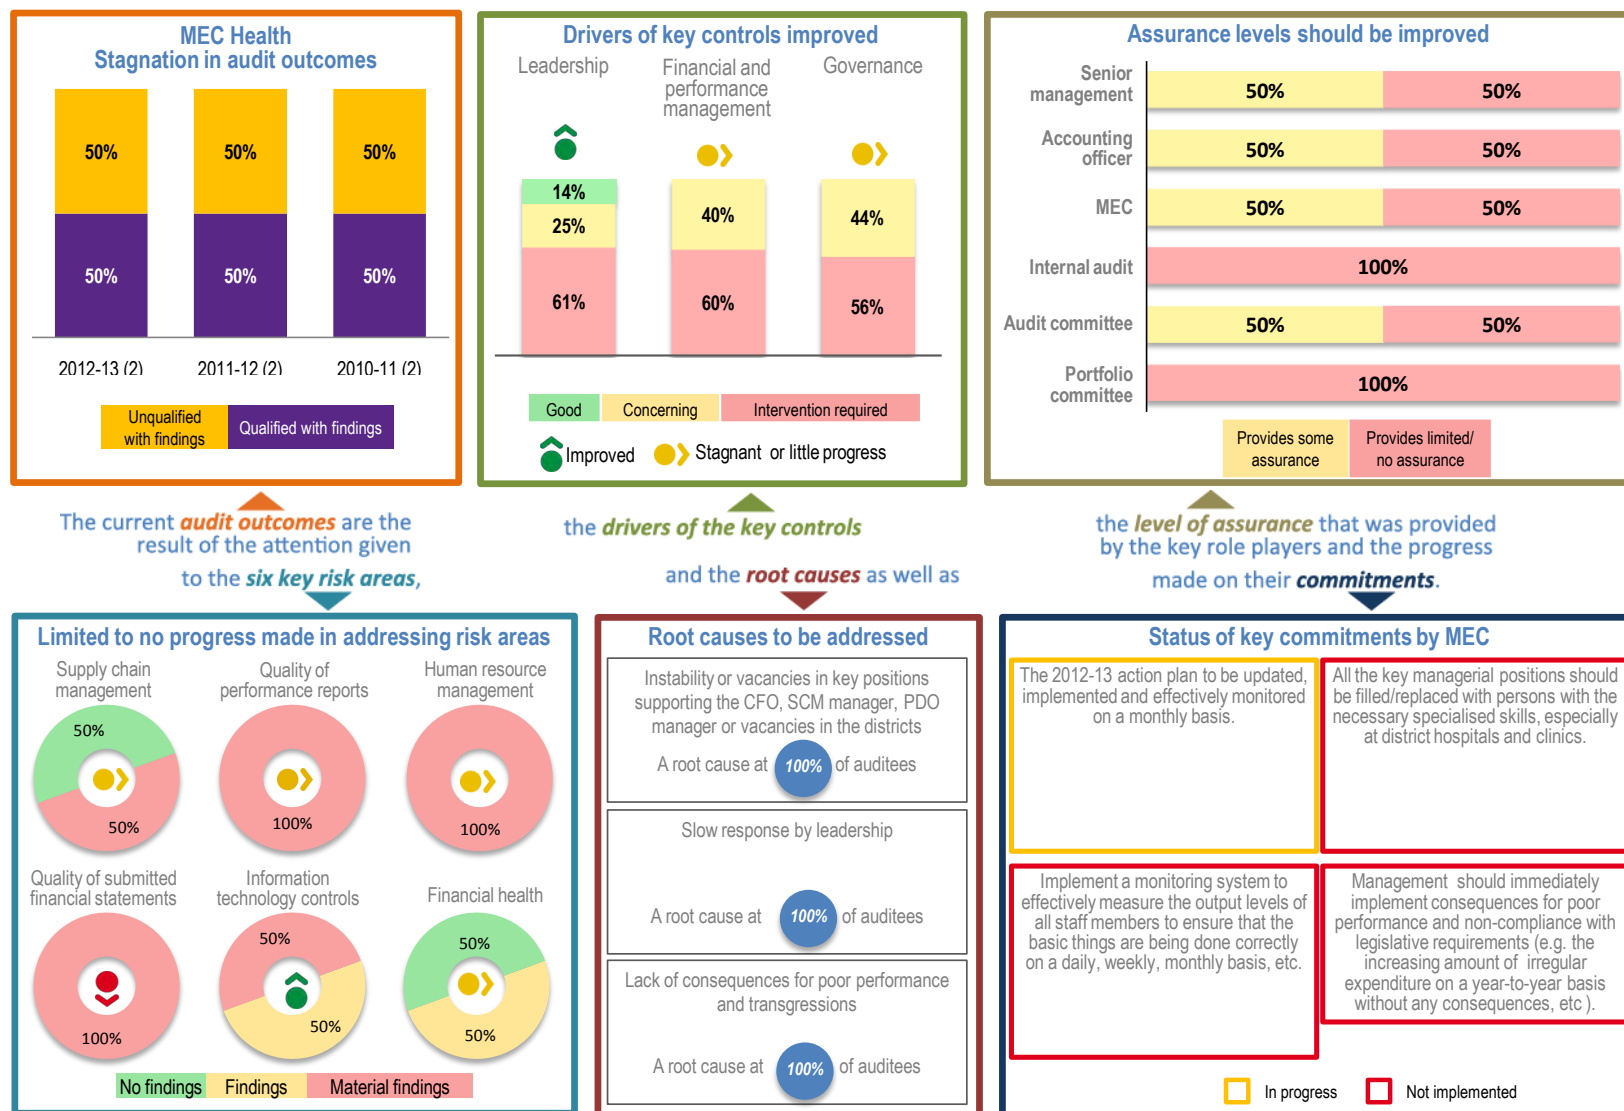 MEC Health
Stagnation in audit outcomes
50%
50%
50%
50%
50%
50%
2012-13 (2)
2011-12 (2)
2010-11 (2)
Unqualified
with findings
Qualified with findings
Drivers of key controls improved
Leadership
Financial and
performance
management
Governance
14%
25%
61%
40%
60%
44%
56%
Good
Concerning
Intervention required
Improved
Stagnant or little progress
Assurance levels should be improved
Senior
management
50%
50%
Accounting
officer
50%
50%
MEC
50%
50%
Internal audit
100%
Audit committee
50%
50%
Portfolio
committee
100%
Provides some
assurance
Provides limited/
no assurance
The current audit outcomes are the
result of the attention given
to the six key risk areas,
the drivers of the key controls
and the root causes as well as
the level of assurance that was provided
by the key role players and the progress
made on their commitments.
Limited to no progress made in addressing risk areas
Supply chain
management
50%
50%
Quality of
performance reports
100%
Human resource
management
100%
Quality of submitted
financial statements
100%
Information
technology controls
50%
50%
Financial health
50%
50%
No findings
Findings
Material findings
Root causes to be addressed
Instability or vacancies in key positions
supporting the CFO, SCM manager, PDO
manager or vacancies in the districts
A root cause at 100% of auditees
Slow response by leadership
A root cause at 100% of auditees
Lack of consequences for poor performance
and transgressions
A root cause at 100% of auditees
Status of key commitments by MEC
The 2012-13 action plan to be updated,
implemented and effectively monitored
on a monthly basis.
All the key managerial positions should
be filled/replaced with persons with the
necessary specialised skills, especially
at district hospitals and clinics.
Implement a monitoring system to
effectively measure the output levels of
all staff members to ensure that the
basic things are being done correctly
on a daily, weekly, monthly basis, etc.
Management should immediately
implement consequences for poor
performance and non-compliance with
legislative requirements (e.g. the
increasing amount of irregular
expenditure on a year-to-year basis
without any consequences, etc ).
In progress
Not implemented